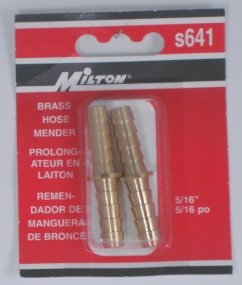 s641
MILTON
BRASS
HOSE
MENDER
PROLONG-
ATEUR EN
LAITON
REMEN-
DADOR DE
MANGUERA
DE BRONCE
5/16"
5/16 po